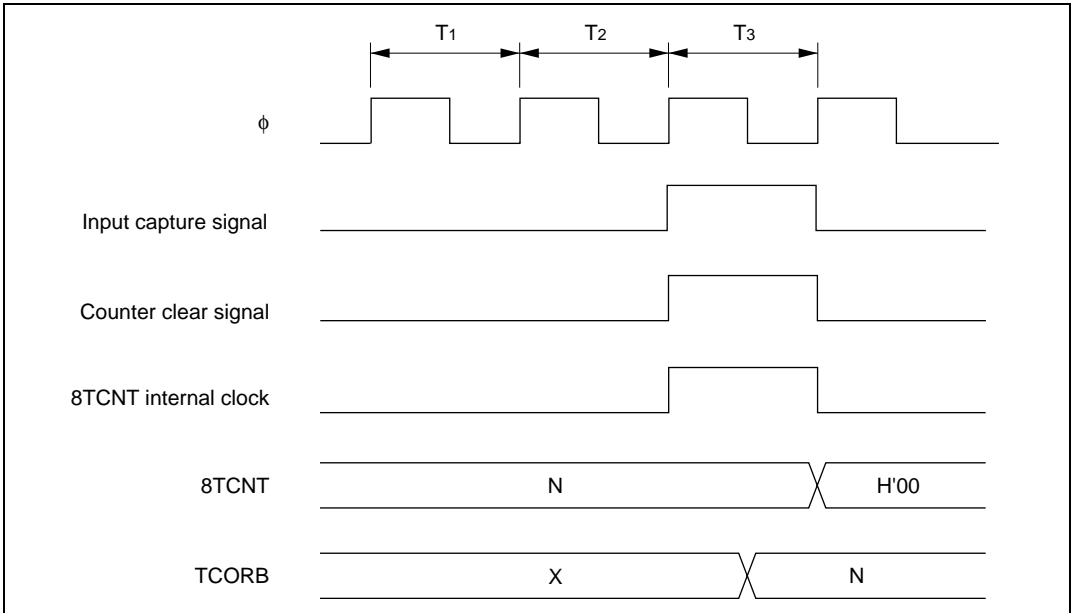 T1 T2 T3
φ
Input capture signal
Counter clear signal
8TCNT internal clock
8TCNT N H'00
TCORB X N